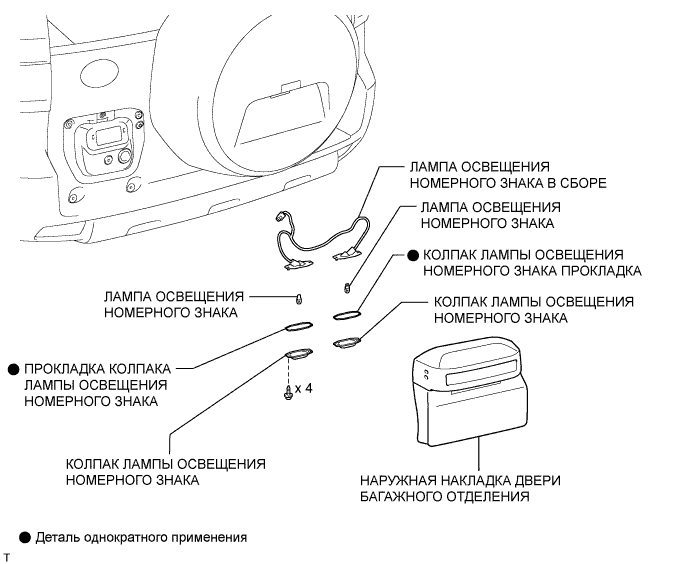 ЛАМПА ОСВЕЩЕНИЯ
НОМЕРНОГО ЗНАКА В СБОРЕ
ЛАМПА ОСВЕЩЕНИЯ
НОМЕРНОГО ЗНАКА
● КОЛПАК ЛАМПЫ ОСВЕЩЕНИЯ
НОМЕРНОГО ЗНАКА ПРОКЛАДКА
ЛАМПА ОСВЕЩЕНИЯ
НОМЕРНОГО ЗНАКА
КОЛПАК ЛАМПЫ ОСВЕЩЕНИЯ
НОМЕРНОГО ЗНАКА
● ПРОКЛАДКА КОЛПАКА
ЛАМПЫ ОСВЕЩЕНИЯ
НОМЕРНОГО ЗНАКА
x 4
КОЛПАК ЛАМПЫ ОСВЕЩЕНИЯ
НОМЕРНОГО ЗНАКА
НАРУЖНАЯ НАКЛАДКА ДВЕРИ
БАГАЖНОГО ОТДЕЛЕНИЯ
● Деталь однократного применения
T